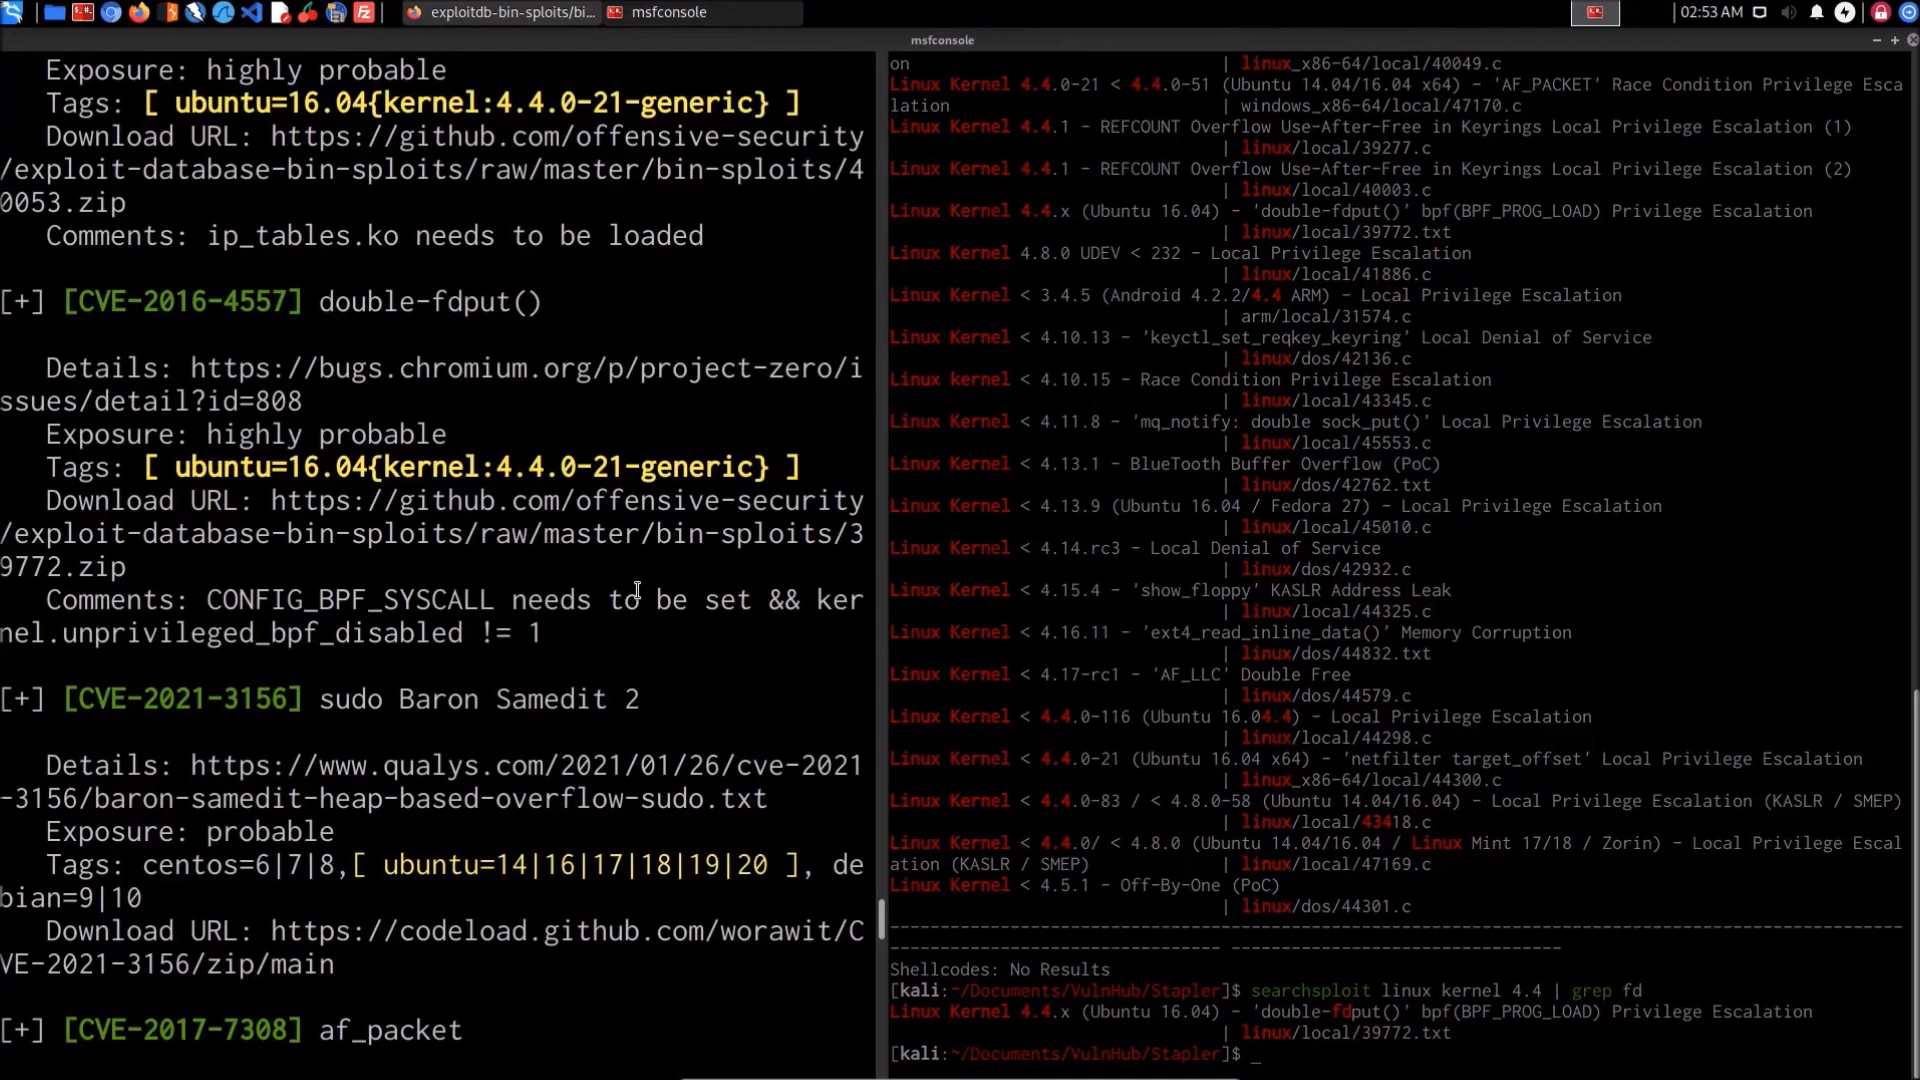 exploitdb-bin-sploits/bi...
msfconsole
02:53 AM
msfconsole
Exposure: highly probable
Tags: [ ubuntu=16.04{kernel:4.4.0-21-generic} ]
Download URL: https://github.com/offensive-security
/exploit-database-bin-sploits/raw/master/bin-sploits/4
0053.zip
Comments: ip_tables.ko needs to be loaded
[+] [CVE-2016-4557] double-fdput()
Details: https://bugs.chromium.org/p/project-zero/i
ssues/detail?id=808
Exposure: highly probable
Tags: [ ubuntu=16.04{kernel:4.4.0-21-generic} ]
Download URL: https://github.com/offensive-security
/exploit-database-bin-sploits/raw/master/bin-sploits/3
9772.zip
Comments: CONFIG_BPF_SYSCALL needs to be set && ker
nel.unprivileged_bpf_disabled != 1
[+] [CVE-2021-3156] sudo Baron Samedit 2
Details: https://www.qualys.com/2021/01/26/cve-2021
-3156/baron-samedit-heap-based-overflow-sudo.txt
Exposure: probable
Tags: centos=6|7|8,[ ubuntu=14|16|17|18|19|20 ], de
bian=9|10
Download URL: https://codeload.github.com/worawit/C
VE-2021-3156/zip/main
[+] [CVE-2017-7308] af_packet
on | linux_x86-64/local/40049.c
Linux Kernel 4.4.0-21 < 4.4.0-51 (Ubuntu 14.04/16.04 x64) - 'AF_PACKET' Race Condition Privilege Esca
lation | windows_x86-64/local/47170.c
Linux Kernel 4.4.1 - REFCOUNT Overflow Use-After-Free in Keyrings Local Privilege Escalation (1)
| linux/local/39277.c
Linux Kernel 4.4.1 - REFCOUNT Overflow Use-After-Free in Keyrings Local Privilege Escalation (2)
| linux/local/40003.c
Linux Kernel 4.4.x (Ubuntu 16.04) - 'double-fdput()' bpf(BPF_PROG_LOAD) Privilege Escalation
| linux/local/39772.txt
Linux Kernel 4.8.0 UDEV < 232 - Local Privilege Escalation
| linux/local/41886.c
Linux Kernel < 3.4.5 (Android 4.2.2/4.4 ARM) - Local Privilege Escalation
| arm/local/31574.c
Linux Kernel < 4.10.13 - 'keyctl_set_reqkey_keyring' Local Denial of Service
| linux/dos/42136.c
Linux kernel < 4.10.15 - Race Condition Privilege Escalation
| linux/local/43345.c
Linux Kernel < 4.11.8 - 'mq_notify: double sock_put()' Local Privilege Escalation
| linux/local/45553.c
Linux Kernel < 4.13.1 - BlueTooth Buffer Overflow (PoC)
| linux/dos/42762.txt
Linux Kernel < 4.13.9 (Ubuntu 16.04 / Fedora 27) - Local Privilege Escalation
| linux/local/45010.c
Linux Kernel < 4.14.rc3 - Local Denial of Service
| linux/dos/42932.c
Linux Kernel < 4.15.4 - 'show_floppy' KASLR Address Leak
| linux/local/44325.c
Linux Kernel < 4.16.11 - 'ext4_read_inline_data()' Memory Corruption
| linux/dos/44832.txt
Linux Kernel < 4.17-rc1 - 'AF_LLC' Double Free
| linux/dos/44579.c
Linux Kernel < 4.4.0-116 (Ubuntu 16.04.4) - Local Privilege Escalation
| linux/local/44298.c
Linux Kernel < 4.4.0-21 (Ubuntu 16.04 x64) - 'netfilter target_offset' Local Privilege Escalation
| linux_x86-64/local/44300.c
Linux Kernel < 4.4.0-83 / < 4.8.0-58 (Ubuntu 14.04/16.04) - Local Privilege Escalation (KASLR / SMEP)
| linux/local/43418.c
Linux Kernel < 4.4.0/ < 4.8.0 (Ubuntu 14.04/16.04 / Linux Mint 17/18 / Zorin) - Local Privilege Escal
ation (KASLR / SMEP) | linux/local/47169.c
Linux Kernel < 4.5.1 - Off-By-One (PoC)
| linux/dos/44301.c
Shellcodes: No Results
[kali:~/Documents/VulnHub/Stapler]$ searchsploit linux kernel 4.4 | grep fd
Linux Kernel 4.4.x (Ubuntu 16.04) - 'double-fdput()' bpf(BPF_PROG_LOAD) Privilege Escalation
| linux/local/39772.txt
[kali:~/Documents/VulnHub/Stapler]$ _